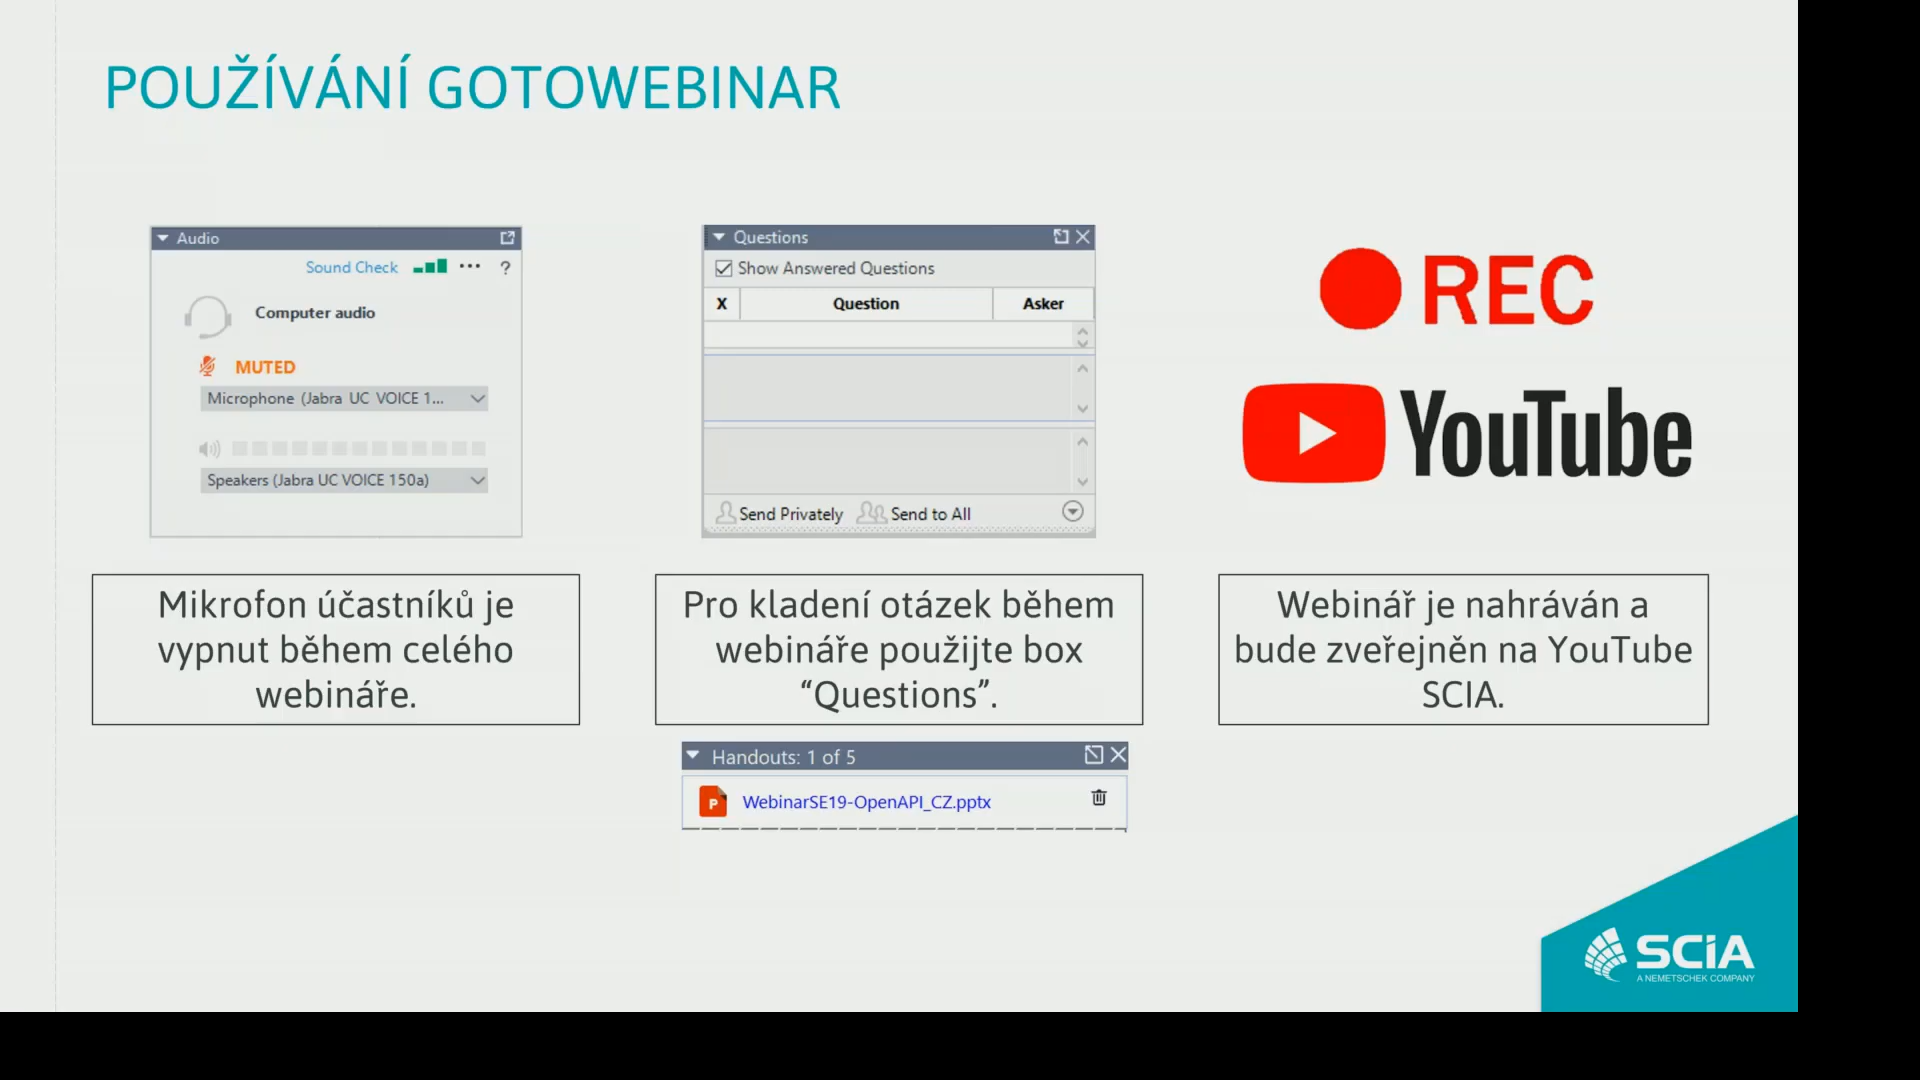 POUŽÍVÁNÍ GOTOWEBINAR
Audio
Sound Check ?
Computer audio
MUTED
Microphone (Jabra UC VOICE 1...
Speakers (Jabra UC VOICE 150a)
Mikrofon účastníků je
vypnut během celého
webináře.
Questions
Show Answered Questions
X Question Asker
Send Privately Send to All
Pro kladení otázek během
webináře použijte box
“Questions”.
Handouts: 1 of 5
P WebinarSE19-OpenAPI_CZ.pptx
REC
YouTube
Webinář je nahráván a
bude zveřejněn na YouTube
SCIA.
SCiA
A NEMETSCHEK COMPANY